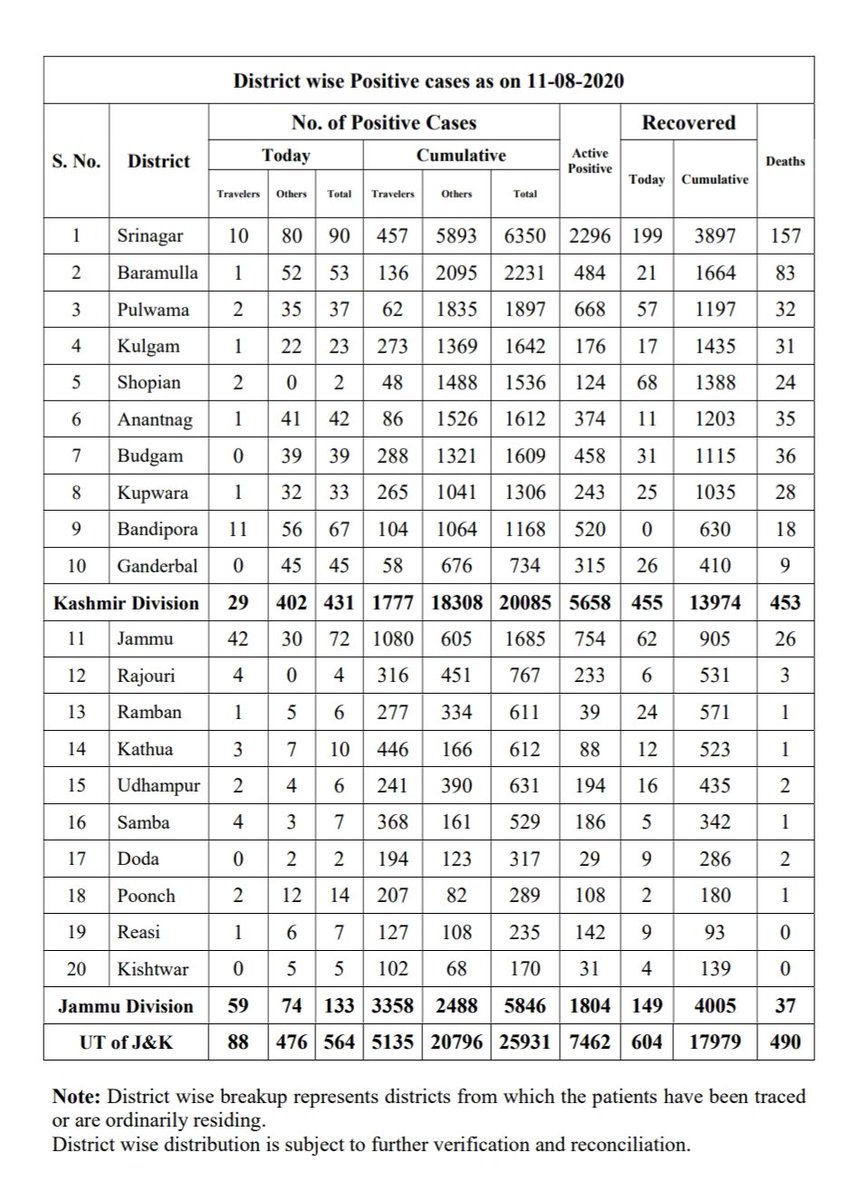 District wise Positive cases as on 11-08-2020
S. No. District No. of Positive Cases Active Positive Recovered Deaths
Today Cumulative Today Cumulative
Travelers Others Total Travelers Others Total
1 Srinagar 10 80 90 457 5893 6350 2296 199 3897 157
2 Baramulla 1 52 53 136 2095 2231 484 21 1664 83
3 Pulwama 2 35 37 62 1835 1897 668 57 1197 32
4 Kulgam 1 22 23 273 1369 1642 176 17 1435 31
5 Shopian 2 0 2 48 1488 1536 124 68 1388 24
6 Anantnag 1 41 42 86 1526 1612 374 11 1203 35
7 Budgam 0 39 39 288 1321 1609 458 31 1115 36
8 Kupwara 1 32 33 265 1041 1306 243 25 1035 28
9 Bandipora 11 56 67 104 1064 1168 520 0 630 18
10 Ganderbal 0 45 45 58 676 734 315 26 410 9
Kashmir Division 29 402 431 1777 18308 20085 5658 455 13974 453
11 Jammu 42 30 72 1080 605 1685 754 62 905 26
12 Rajouri 4 0 4 316 451 767 233 6 531 3
13 Ramban 1 5 6 277 334 611 39 24 571 1
14 Kathua 3 7 10 446 166 612 88 12 523 1
15 Udhampur 2 4 6 241 390 631 194 16 435 2
16 Samba 4 3 7 368 161 529 186 5 342 1
17 Doda 0 2 2 194 123 317 29 9 286 2
18 Poonch 2 12 14 207 82 289 108 2 180 1
19 Reasi 1 6 7 127 108 235 142 9 93 0
20 Kishtwar 0 5 5 102 68 170 31 4 139 0
Jammu Division 59 74 133 3358 2488 5846 1804 149 4005 37
UT of J&K 88 476 564 5135 20796 25931 7462 604 17979 490
Note: District wise breakup represents districts from which the patients have been traced
or are ordinarily residing.
District wise distribution is subject to further verification and reconciliation.